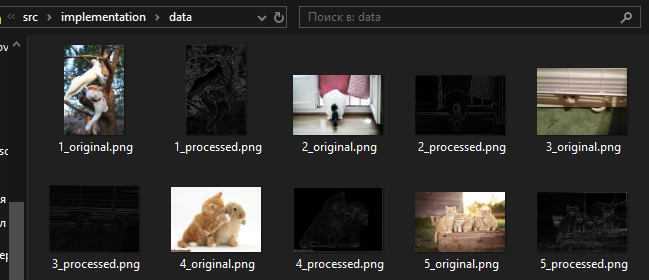 src > implementation > data
Поиск в: data
1_original.png
1_processed.png
2_original.png
2_processed.png
3_original.png
3_processed.png
4_original.png
4_processed.png
5_original.png
5_processed.png